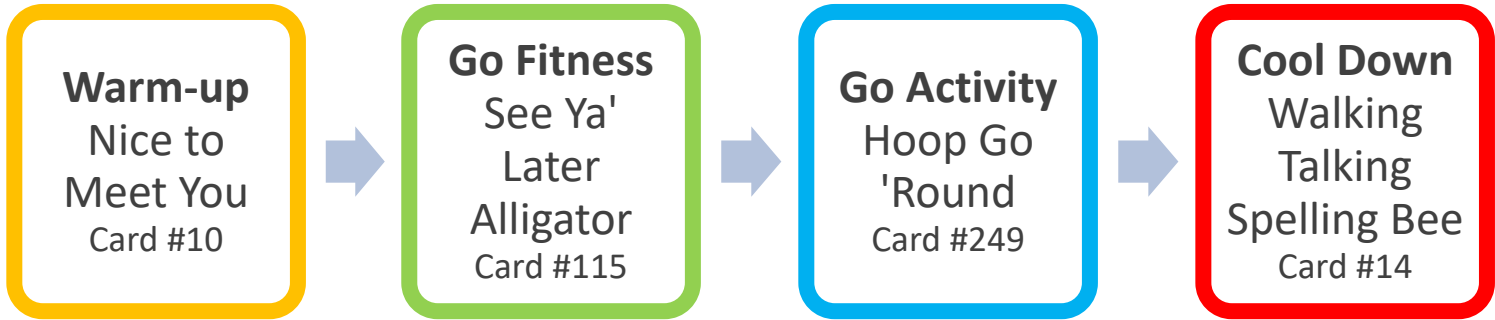 Warm-up
Nice to
Meet You
Card #10
Go Fitness
See Ya'
Later
Alligator
Card #115
Go Activity
Hoop Go
'Round
Card #249
Cool Down
Walking
Talking
Spelling Bee
Card #14